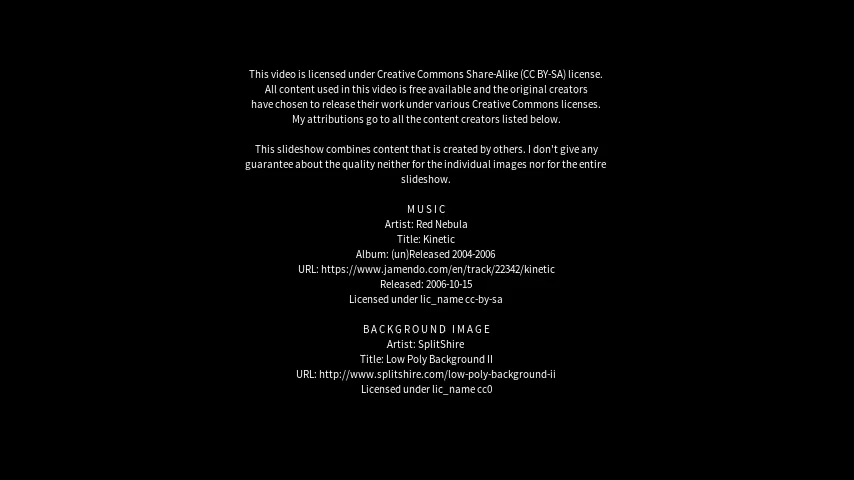 This video is licensed under Creative Commons Share-Alike (CC BY-SA) license.
All content used in this video is free available and the original creators
have chosen to release their work under various Creative Commons licenses.
My attributions go to all the content creators listed below.
This slideshow combines content that is created by others. I don't give any
guarantee about the quality neither for the individual images nor for the entire
slideshow.
MUSIC
Artist: Red Nebula
Title: Kinetic
Album: (un)Released 2004-2006
URL: https://www.jamendo.com/en/track/22342/kinetic
Released: 2006-10-15
Licensed under lic_name cc-by-sa
BACKGROUND IMAGE
Artist: SplitShire
Title: Low Poly Background II
URL: http://www.splitshire.com/low-poly-background-ii
Licensed under lic_name cc0